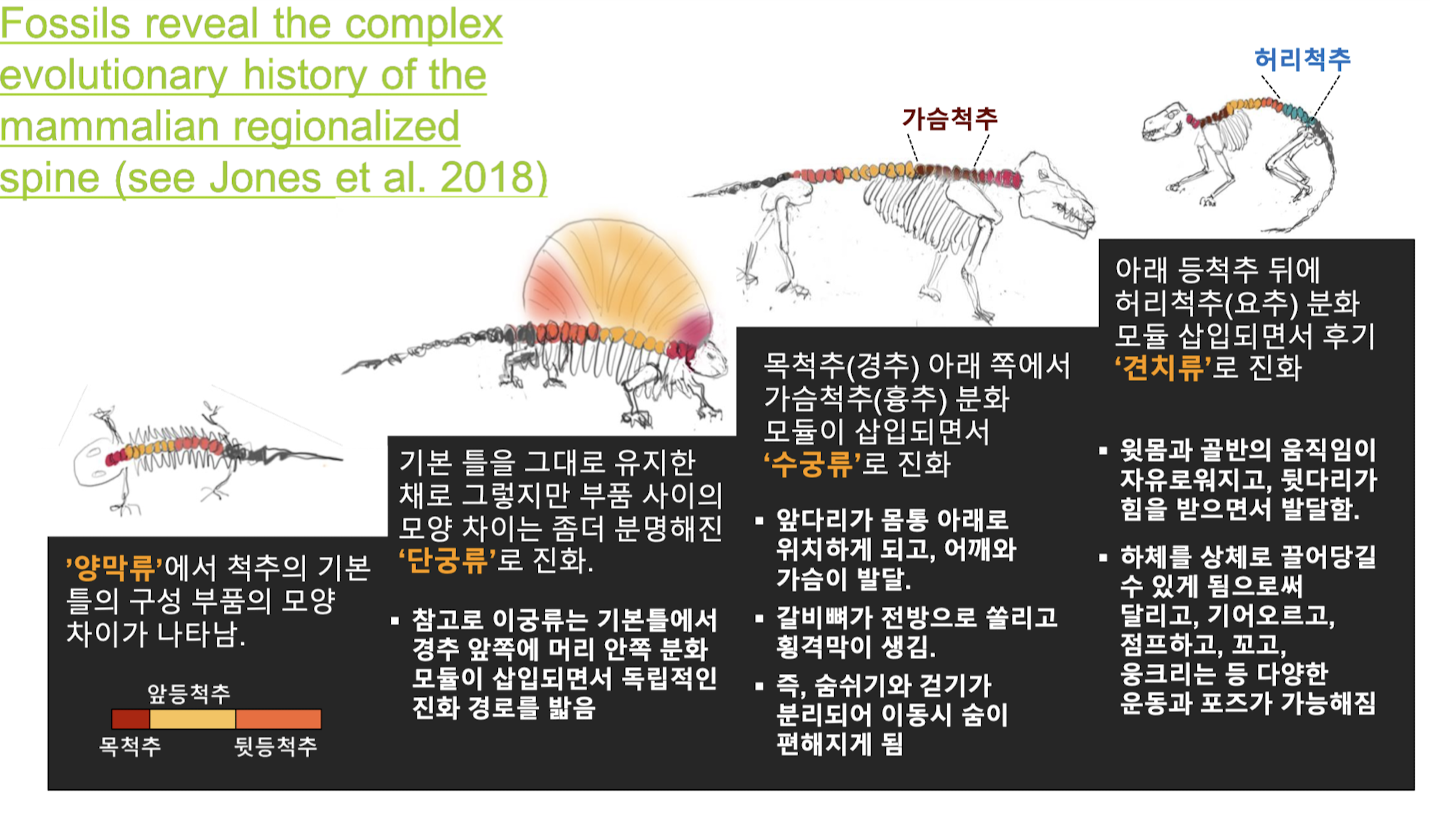 Fossils reveal the complex
evolutionary history of the
mammalian regionalized
spine (see Jones et al. 2018)
허리척추
가슴척추
’양막류’에서 척추의 기본
틀의 구성 부품의 모양
차이가 나타남.
앞등척추
목척추
뒷등척추
기본 틀을 그대로 유지한
채로 그렇지만 부품 사이의
모양 차이는 좀더 분명해진
‘단궁류’로 진화.
▪ 참고로 이궁류는 기본틀에서
경추 앞쪽에 머리 안쪽 분화
모듈이 삽입되면서 독립적인
진화 경로를 밟음
목척추(경추) 아래 쪽에서
가슴척추(흉추) 분화
모듈이 삽입되면서
‘수궁류’로 진화
▪ 앞다리가 몸통 아래로
위치하게 되고, 어깨와
가슴이 발달.
▪ 갈비뼈가 전방으로 쏠리고
횡격막이 생김.
▪ 즉, 숨쉬기와 걷기가
분리되어 이동시 숨이
편해지게 됨
아래 등척추 뒤에
허리척추(요추) 분화
모듈 삽입되면서 후기
‘견치류’로 진화
▪ 윗몸과 골반의 움직임이
자유로워지고, 뒷다리가
힘을 받으면서 발달함.
▪ 하체를 상체로 끌어당길
수 있게 됨으로써
달리고, 기어오르고,
점프하고, 꼬고,
웅크리는 등 다양한
운동과 포즈가 가능해짐